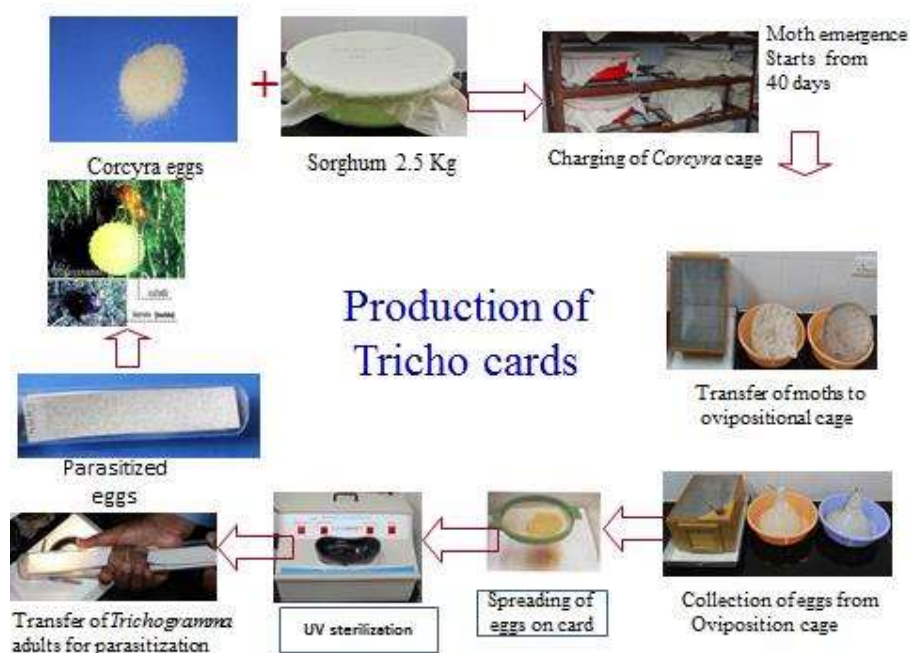 Corcyra eggs
+
Sorghum 2.5 Kg
Charging of Corcyra cage
Moth emergence
Starts from
40 days
Production of
Tricho cards
Transfer of moths to
ovipositional cage
Collection of eggs from
Oviposition cage
Spreading of
eggs on card
UV sterilization
Transfer of Trichogramma
adults for parasitization
Parasitized
eggs